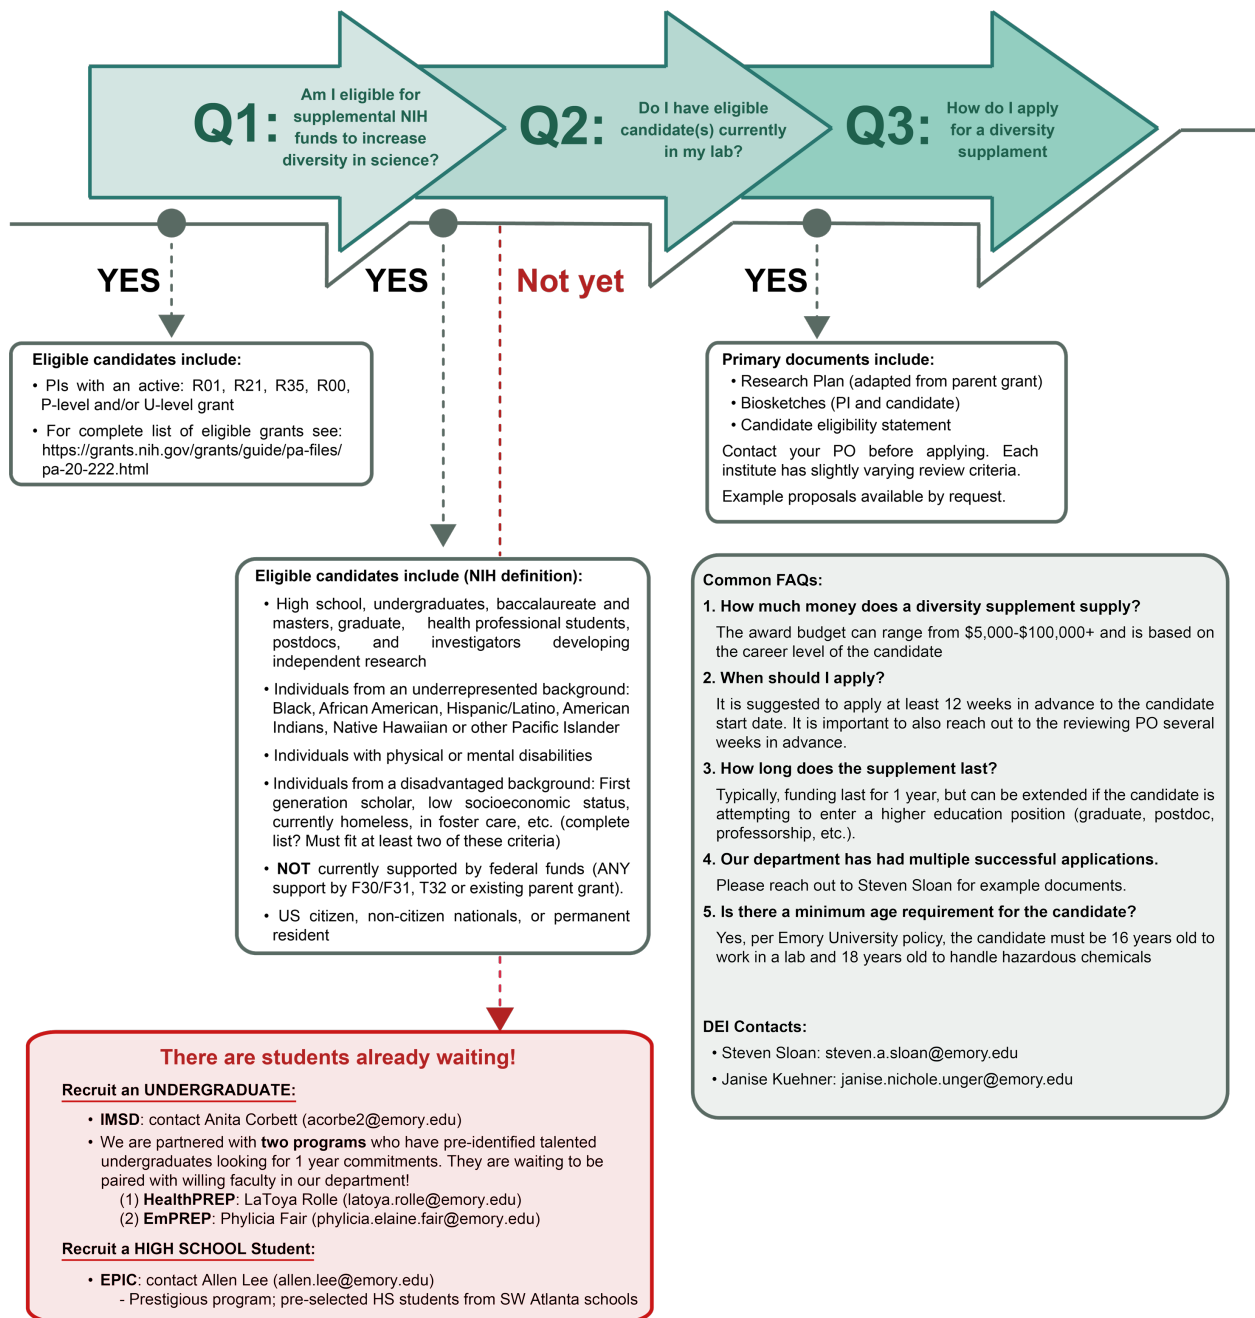 Q1:
Am I eligible for
supplemental NIH
funds to increase
diversity in science?
Q2:
Do I have eligible
candidate(s) currently
in my lab?
Q3:
How do I apply
for a diversity
supplament
YES
YES
Not yet
YES
Eligible candidates include:
• PIs with an active: R01, R21, R35, R00,
P-level and/or U-level grant
• For complete list of eligible grants see:
https://grants.nih.gov/grants/guide/pa-files/
pa-20-222.html
Eligible candidates include (NIH definition):
• High school, undergraduates, baccalaureate and
masters, graduate, health professional students,
postdocs, and investigators developing
independent research
• Individuals from an underrepresented background:
Black, African American, Hispanic/Latino, American
Indians, Native Hawaiian or other Pacific Islander
• Individuals with physical or mental disabilities
• Individuals from a disadvantaged background: First
generation scholar, low socioeconomic status,
currently homeless, in foster care, etc. (complete
list? Must fit at least two of these criteria)
• NOT currently supported by federal funds (ANY
support by F30/F31, T32 or existing parent grant).
• US citizen, non-citizen nationals, or permanent
resident
Primary documents include:
• Research Plan (adapted from parent grant)
• Biosketches (PI and candidate)
• Candidate eligibility statement
Contact your PO before applying. Each
institute has slightly varying review criteria.
Example proposals available by request.
Common FAQs:
1. How much money does a diversity supplement supply?
The award budget can range from $5,000-$100,000+ and is based on
the career level of the candidate
2. When should I apply?
It is suggested to apply at least 12 weeks in advance to the candidate
start date. It is important to also reach out to the reviewing PO several
weeks in advance.
3. How long does the supplement last?
Typically, funding last for 1 year, but can be extended if the candidate is
attempting to enter a higher education position (graduate, postdoc,
professorship, etc.).
4. Our department has had multiple successful applications.
Please reach out to Steven Sloan for example documents.
5. Is there a minimum age requirement for the candidate?
Yes, per Emory University policy, the candidate must be 16 years old to
work in a lab and 18 years old to handle hazardous chemicals
DEI Contacts:
• Steven Sloan: steven.a.sloan@emory.edu
• Janise Kuehner: janise.nichole.unger@emory.edu
There are students already waiting!
Recruit an UNDERGRADUATE:
• IMSD: contact Anita Corbett (acorbe2@emory.edu)
• We are partnered with two programs who have pre-identified talented
undergraduates looking for 1 year commitments. They are waiting to be
paired with willing faculty in our department!
(1) HealthPREP: LaToya Rolle (latoya.rolle@emory.edu)
(2) EmPREP: Phylicia Fair (phylicia.elaine.fair@emory.edu)
Recruit a HIGH SCHOOL Student:
• EPIC: contact Allen Lee (allen.lee@emory.edu)
- Prestigious program; pre-selected HS students from SW Atlanta schools